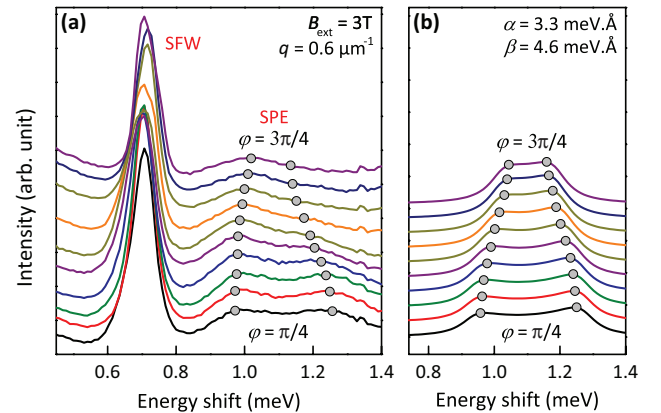 (a)
B_ext = 3T
q = 0.6 μm⁻¹
SFW
SPE
φ = 3π/4
φ = π/4
Intensity (arb. unit)
0.6 0.8 1.0 1.2 1.4
Energy shift (meV)
(b)
α = 3.3 meV.Å
β = 4.6 meV.Å
φ = 3π/4
φ = π/4
0.8 1.0 1.2 1.4
Energy shift (meV)